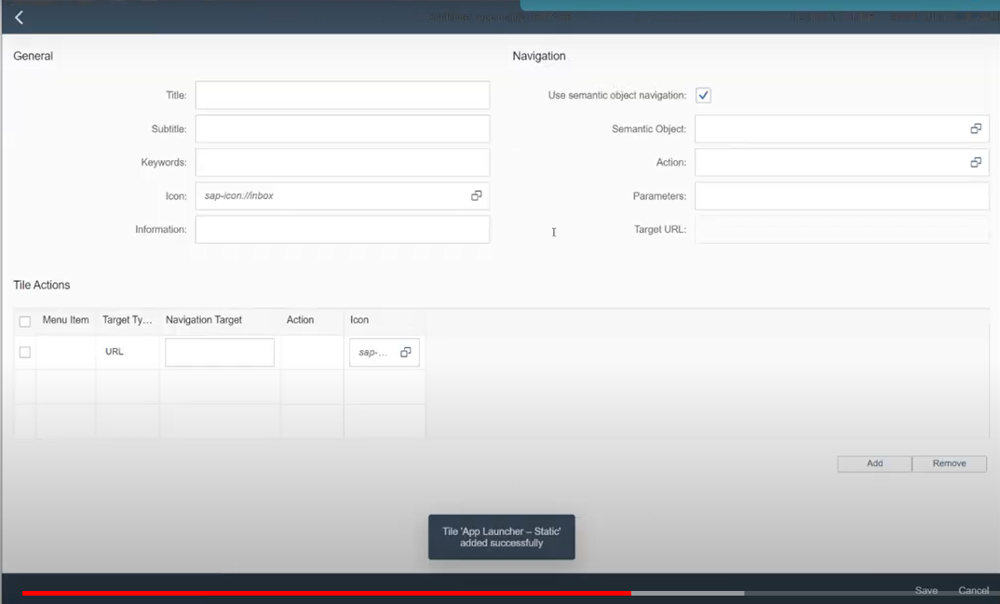 General
Navigation
Title:
Use semantic object navigation:
Subtitle:
Semantic Object:
Keywords:
Action:
Icon: sap-icon://inbox
Parameters:
Information:
Target URL:
Tile Actions
Menu Item Target Ty... Navigation Target Action Icon
URL sap-...
Add Remove
Tile 'App Launcher – Static'
added successfully
Save Cancel